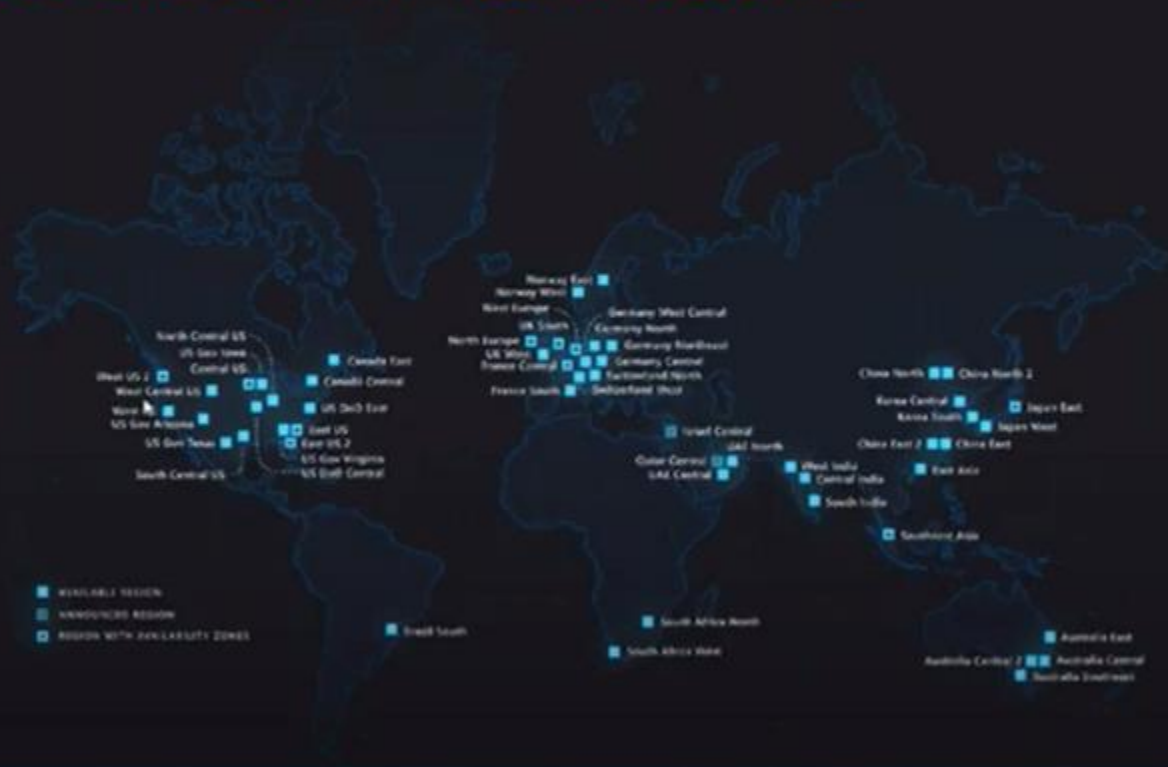 North Central US
US Gov Iowa
Central US
West US 2
West Central US
US Gov Arizona
US Gov Texas
South Central US
Canada East
Canada Central
US DoD East
East US
East US 2
US Gov Virginia
US DoD Central
Brazil South
Norway East
Norway West
West Europe
UK South
North Europe
UK West
France Central
France South
Germany West Central
Germany North
Germany Northeast
Germany Central
Switzerland North
Switzerland West
Israel Central
UAE North
Qatar Central
UAE Central
West India
Central India
South India
South Africa North
South Africa West
China North
China North 2
Korea Central
Korea South
Japan East
Japan West
China East 2
China East
East Asia
Southeast Asia
Australia East
Australia Central 2
Australia Central
Australia Southeast
AVAILABLE REGION
ANNOUNCED REGION
REGION WITH AVAILABILITY ZONES